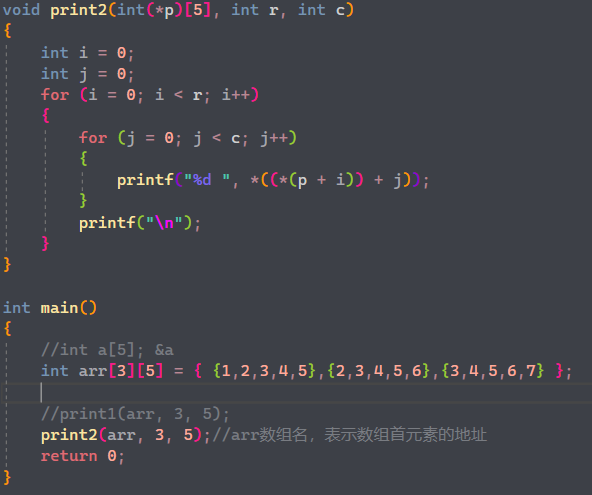 void print2(int(*p)[5], int r, int c)
{
    int i = 0;
    int j = 0;
    for (i = 0; i < r; i++)
    {
        for (j = 0; j < c; j++)
        {
            printf("%d ", *((*(p + i)) + j));
        }
        printf("\n");
    }
}
int main()
{
    //int a[5]; &a
    int arr[3][5] = { {1,2,3,4,5},{2,3,4,5,6},{3,4,5,6,7} };
    //print1(arr, 3, 5);
    print2(arr, 3, 5);//arr数组名，表示数组首元素的地址
    return 0;
}